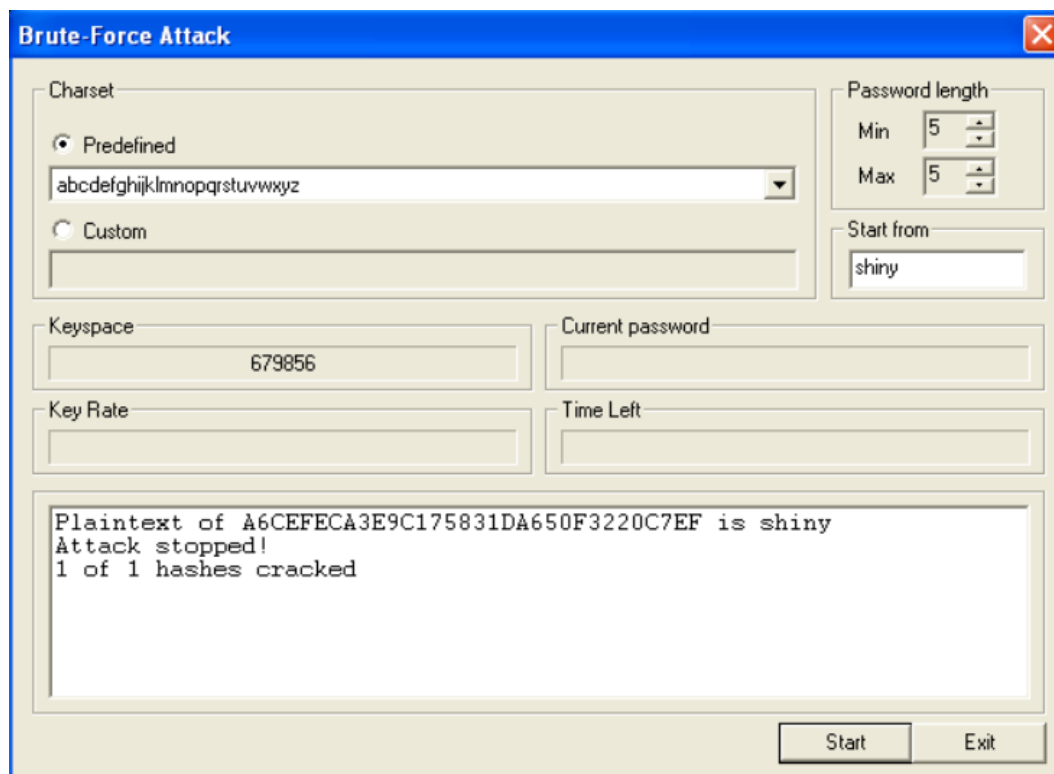 Brute-Force Attack
Charset
Predefined
abcdefghijklmnopqrstuvwxyz
Custom
Password length
Min 5
Max 5
Start from
shiny
Keyspace
679856
Current password
Key Rate
Time Left
Plaintext of A6CEFECA3E9C175831DA650F3220C7EF is shiny
Attack stopped!
1 of 1 hashes cracked
Start
Exit